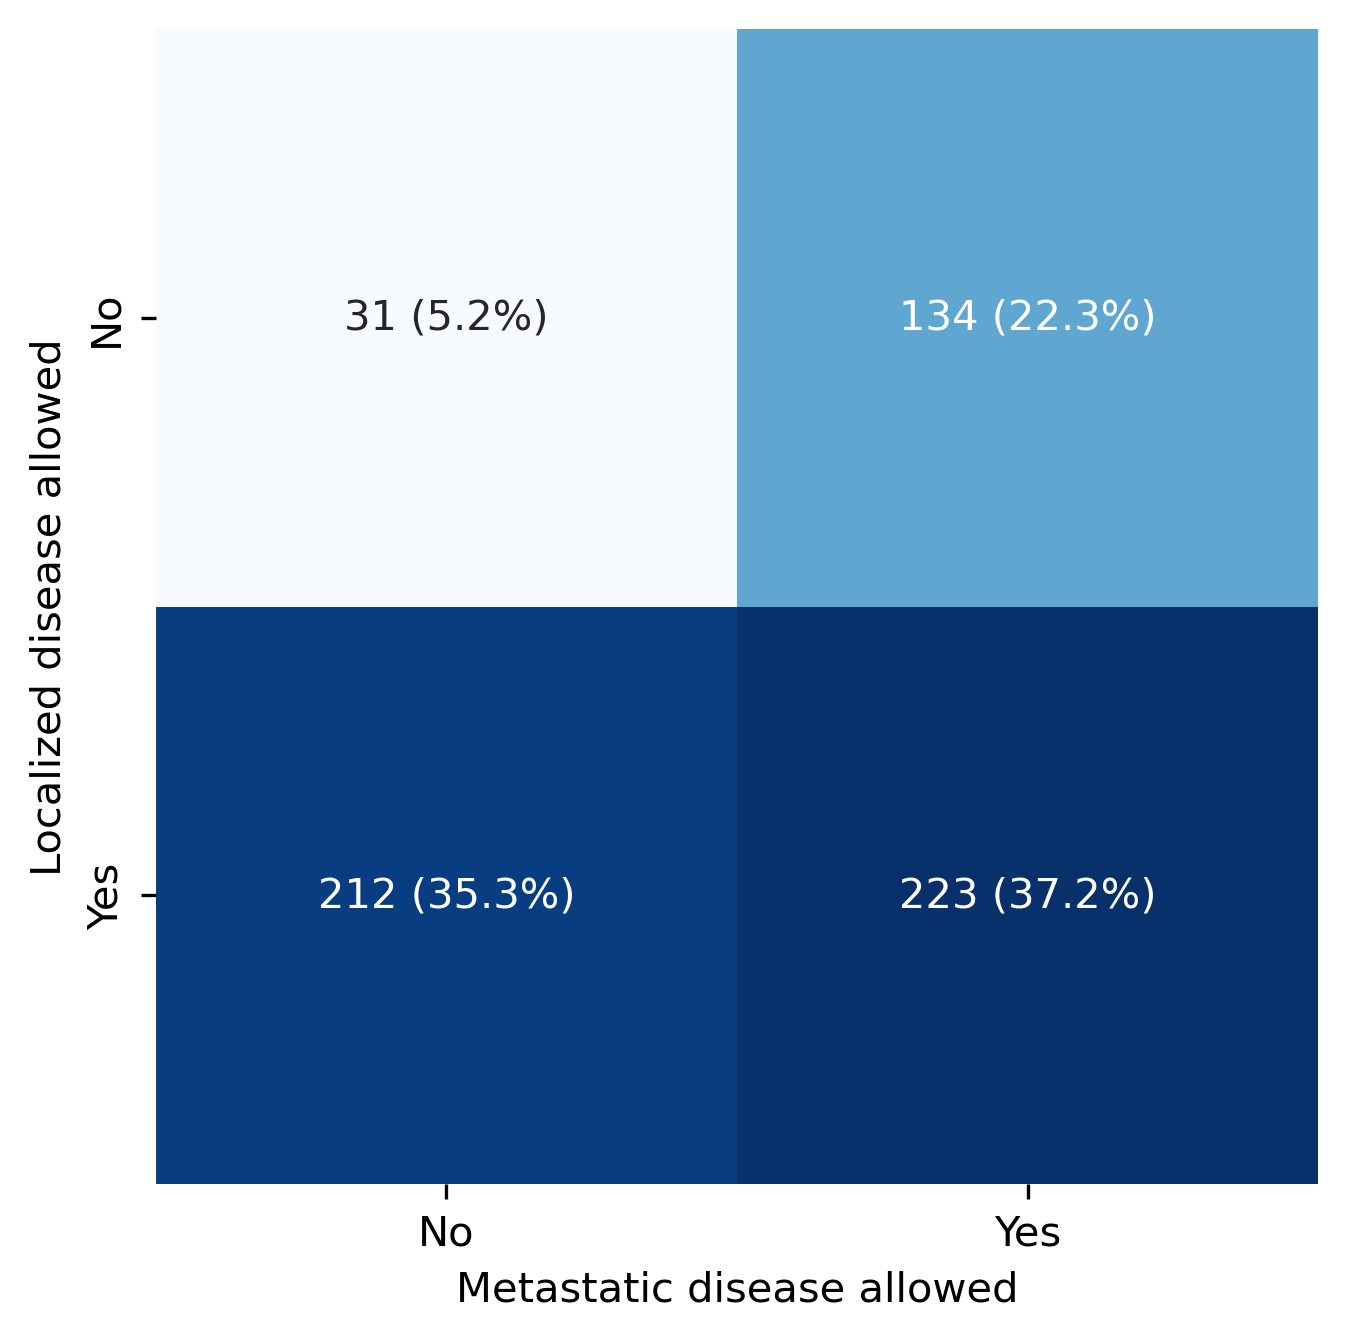 Localized disease allowed
No
31 (5.2%)
134 (22.3%)
Yes
212 (35.3%)
223 (37.2%)
No
Yes
Metastatic disease allowed